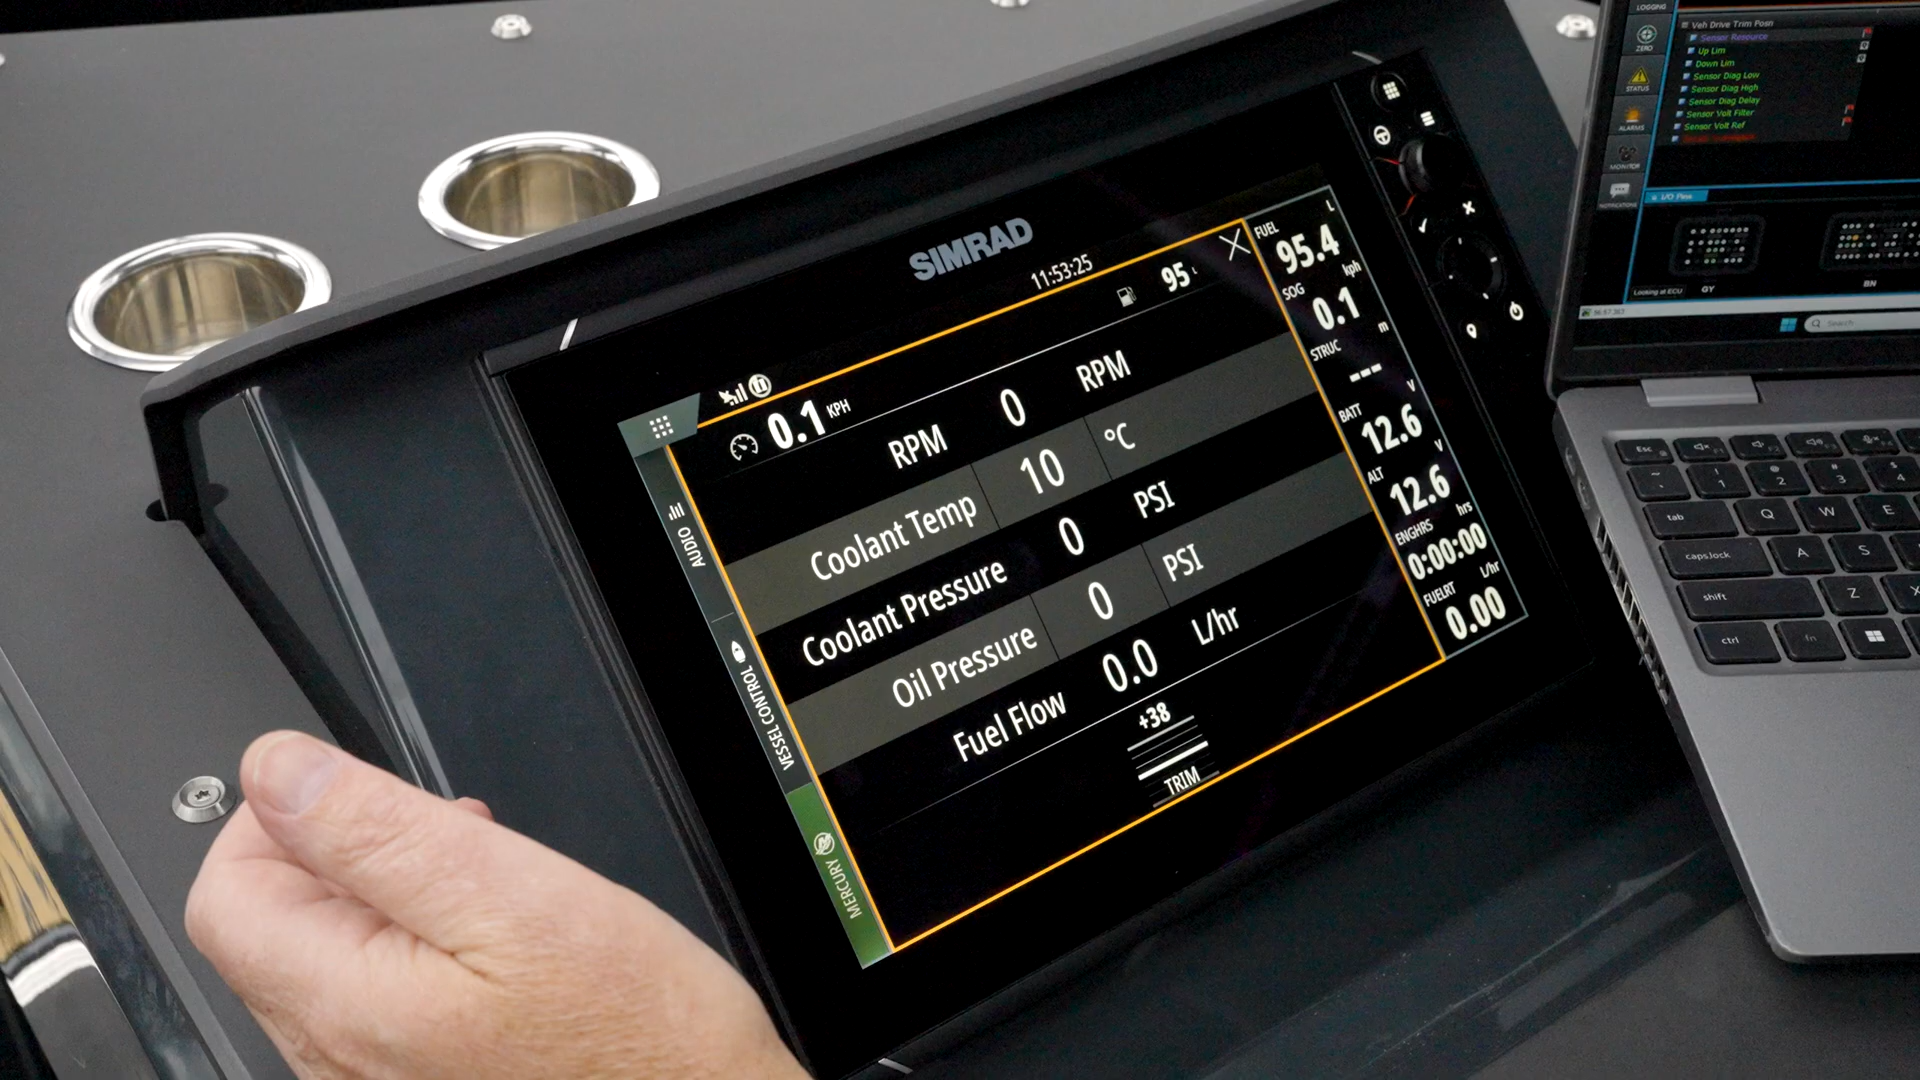 SIMRAD
11:53:25
95 L
0.1 KPH
RPM 0 RPM
Coolant Temp 10 °C
Coolant Pressure 0 PSI
Oil Pressure 0 PSI
Fuel Flow 0.0 L/hr
+38
TRIM
AUDIO
VESSEL CONTROL
MERCURY
FUEL L
95.4
SOG kph
0.1
STRUC m
---
BATT V
12.6
ALT V
12.6
ENGHRS hrs
0:00:00
FUELRT L/hr
0.00
LOGGING
ZERO
STATUS
ALARMS
MONITOR
NOTIFICATIONS
Veh Drive Trim Posn
Sensor Resource
Up Lim
Down Lim
Sensor Diag Low
Sensor Diag High
Sensor Diag Delay
Sensor Volt Filter
Sensor Volt Ref
I/O Pins
GY
BN
Looking at ECU
Search
Esc
! @ # $
1 2 3 4
tab Q W E
caps lock A S
shift Z X
ctrl fn